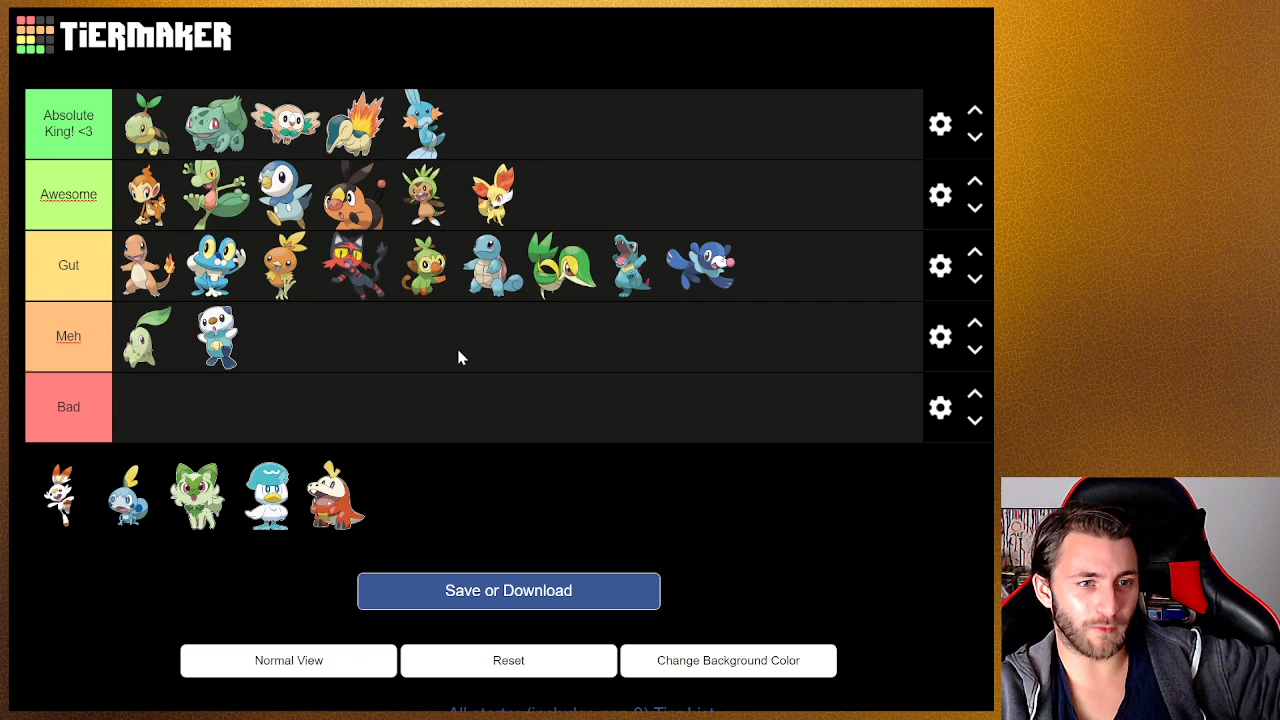 TiERMAKER
Absolute
King! <3
Awesome
Gut
Meh
Bad
Save or Download
Normal View
Reset
Change Background Color